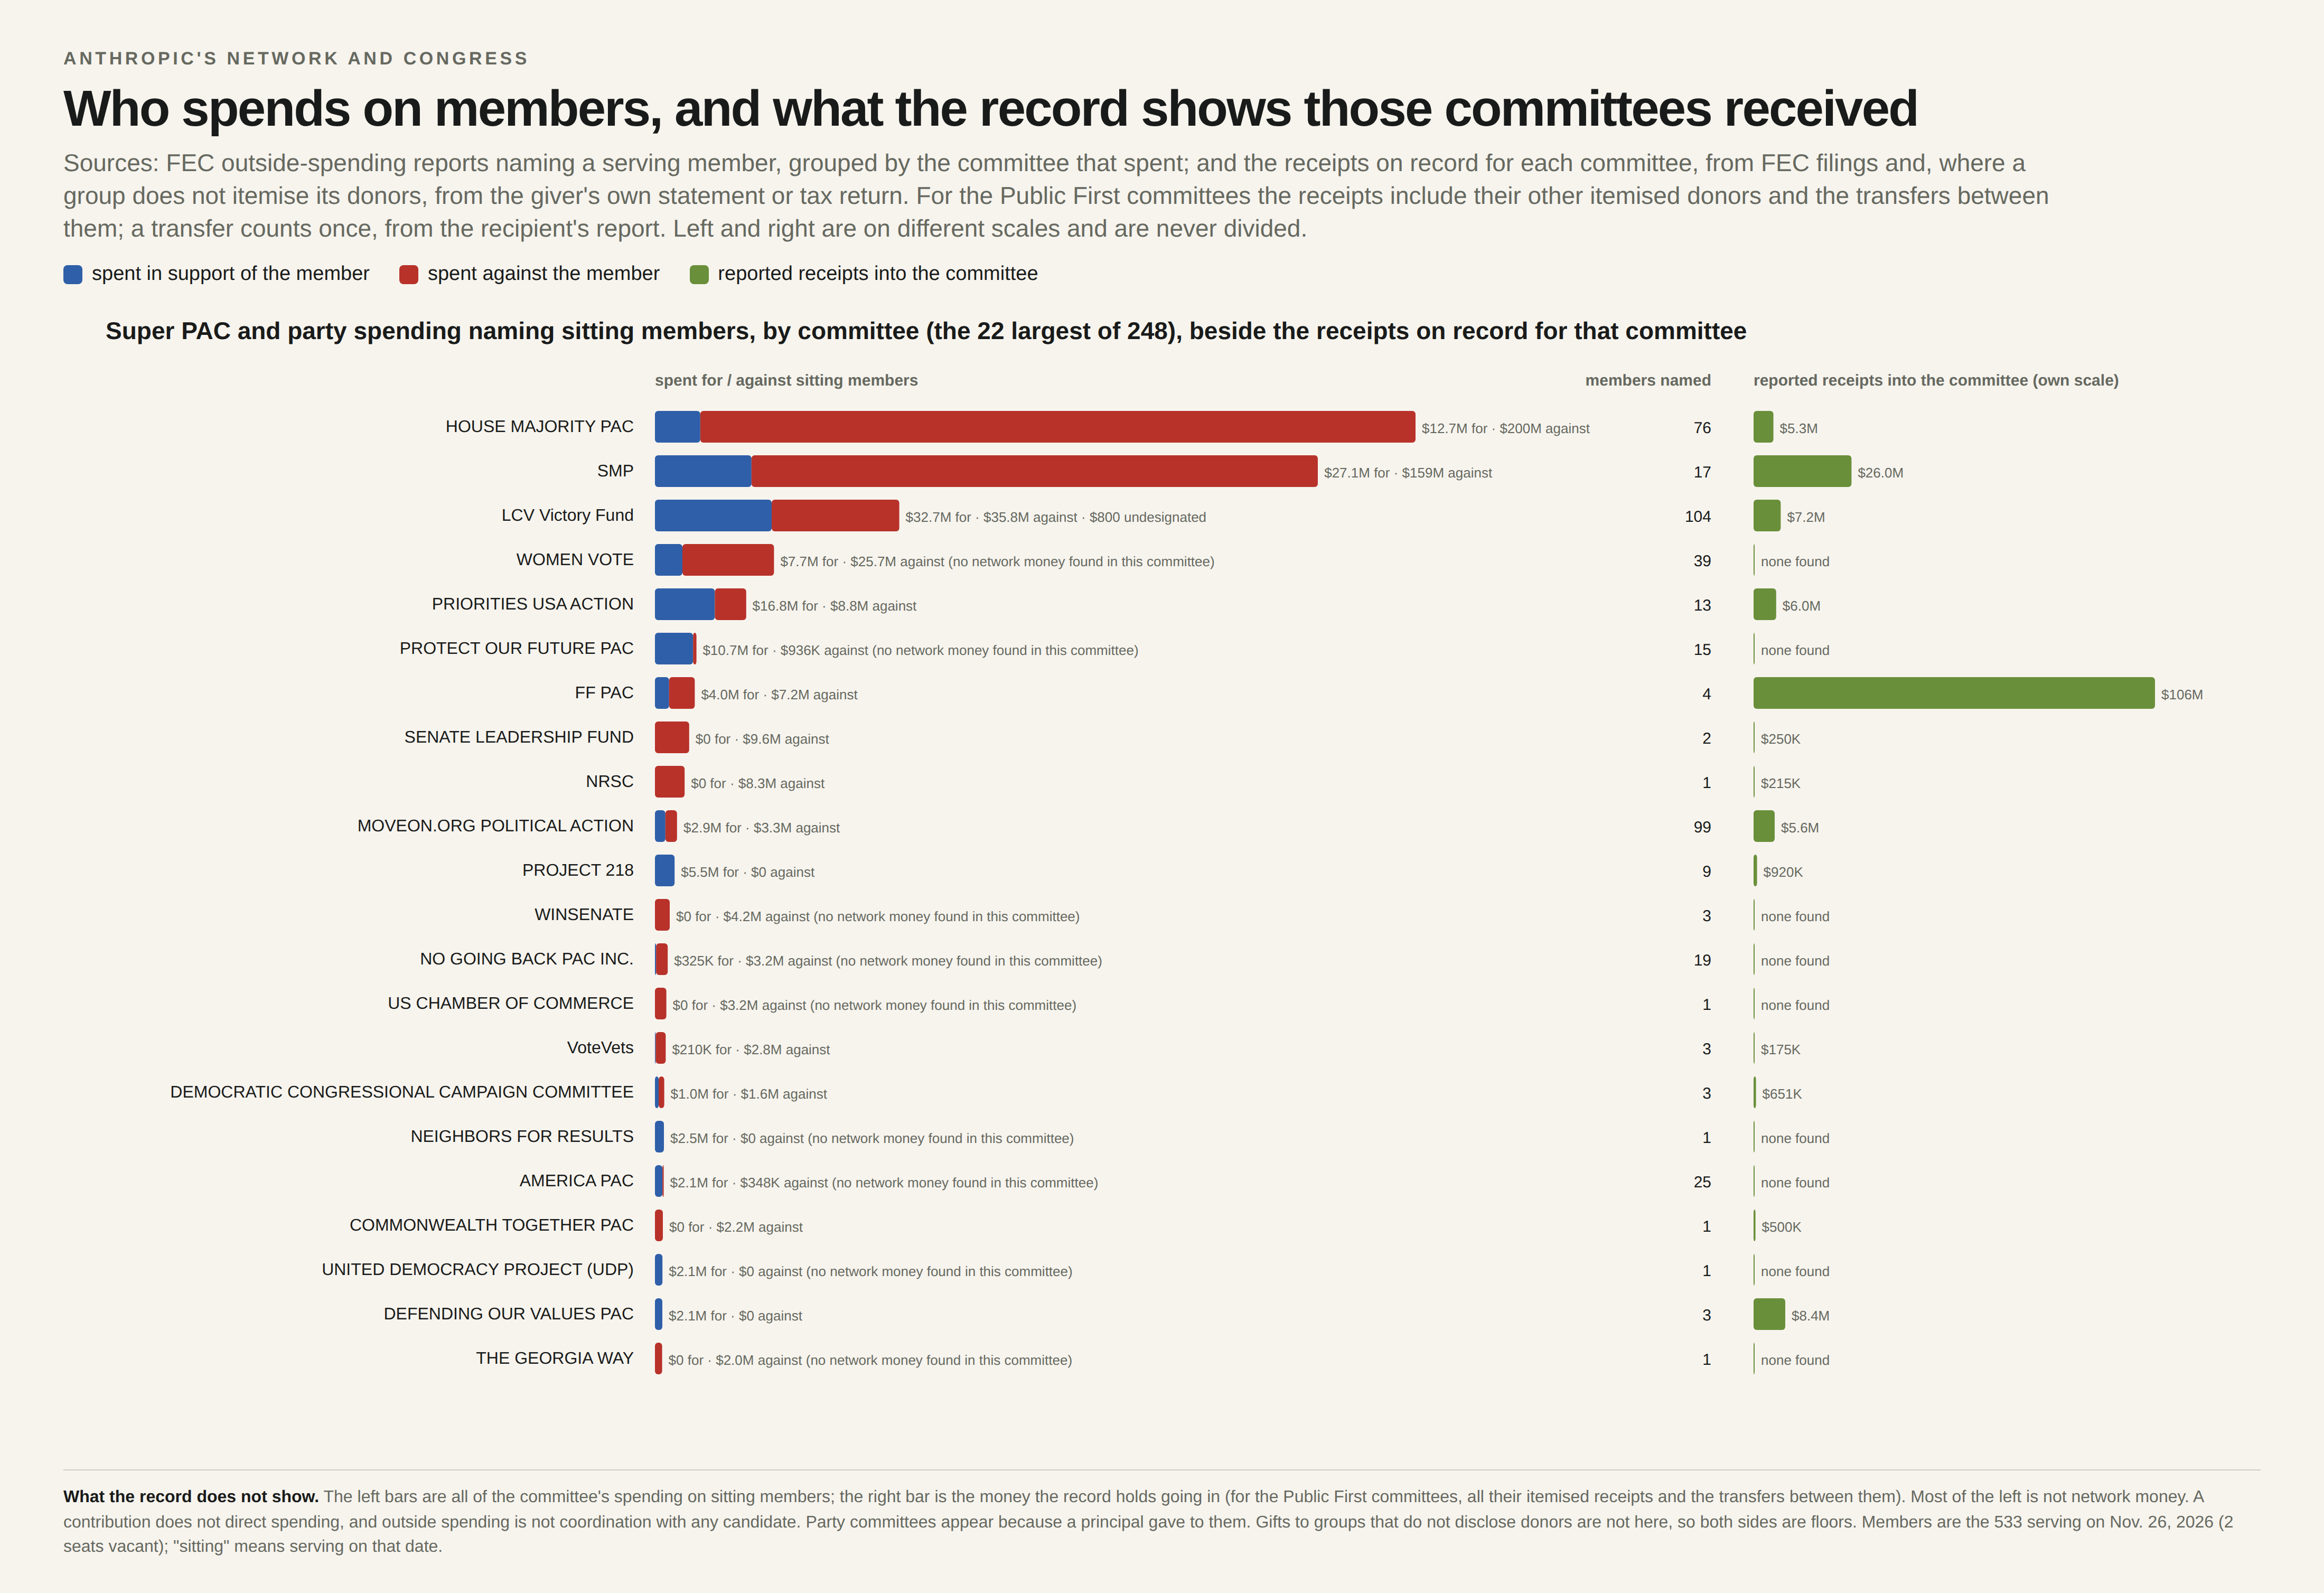 ANTHROPIC'S NETWORK AND CONGRESS
Who spends on members, and what the record shows those committees received
Sources: FEC outside-spending reports naming a serving member, grouped by the committee that spent; and the receipts on record for each committee, from FEC filings and, where a
group does not itemise its donors, from the giver's own statement or tax return. For the Public First committees the receipts include their other itemised donors and the transfers between
them; a transfer counts once, from the recipient's report. Left and right are on different scales and are never divided.
spent in support of the member spent against the member reported receipts into the committee
Super PAC and party spending naming sitting members, by committee (the 22 largest of 248), beside the receipts on record for that committee
spent for / against sitting members members named reported receipts into the committee (own scale)
HOUSE MAJORITY PAC $12.7M for · $200M against 76 $5.3M
SMP $27.1M for · $159M against 17 $26.0M
LCV Victory Fund $32.7M for · $35.8M against · $800 undesignated 104 $7.2M
WOMEN VOTE $7.7M for · $25.7M against (no network money found in this committee) 39 none found
PRIORITIES USA ACTION $16.8M for · $8.8M against 13 $6.0M
PROTECT OUR FUTURE PAC $10.7M for · $936K against (no network money found in this committee) 15 none found
FF PAC $4.0M for · $7.2M against 4 $106M
SENATE LEADERSHIP FUND $0 for · $9.6M against 2 $250K
NRSC $0 for · $8.3M against 1 $215K
MOVEON.ORG POLITICAL ACTION $2.9M for · $3.3M against 99 $5.6M
PROJECT 218 $5.5M for · $0 against 9 $920K
WINSENATE $0 for · $4.2M against (no network money found in this committee) 3 none found
NO GOING BACK PAC INC. $325K for · $3.2M against (no network money found in this committee) 19 none found
US CHAMBER OF COMMERCE $0 for · $3.2M against (no network money found in this committee) 1 none found
VoteVets $210K for · $2.8M against 3 $175K
DEMOCRATIC CONGRESSIONAL CAMPAIGN COMMITTEE $1.0M for · $1.6M against 3 $651K
NEIGHBORS FOR RESULTS $2.5M for · $0 against (no network money found in this committee) 1 none found
AMERICA PAC $2.1M for · $348K against (no network money found in this committee) 25 none found
COMMONWEALTH TOGETHER PAC $0 for · $2.2M against 1 $500K
UNITED DEMOCRACY PROJECT (UDP) $2.1M for · $0 against (no network money found in this committee) 1 none found
DEFENDING OUR VALUES PAC $2.1M for · $0 against 3 $8.4M
THE GEORGIA WAY $0 for · $2.0M against (no network money found in this committee) 1 none found
What the record does not show. The left bars are all of the committee's spending on sitting members; the right bar is the money the record holds going in (for the Public First committees, all their itemised receipts and the transfers between them). Most of the left is not network money. A
contribution does not direct spending, and outside spending is not coordination with any candidate. Party committees appear because a principal gave to them. Gifts to groups that do not disclose donors are not here, so both sides are floors. Members are the 533 serving on Nov. 26, 2026 (2
seats vacant); "sitting" means serving on that date.